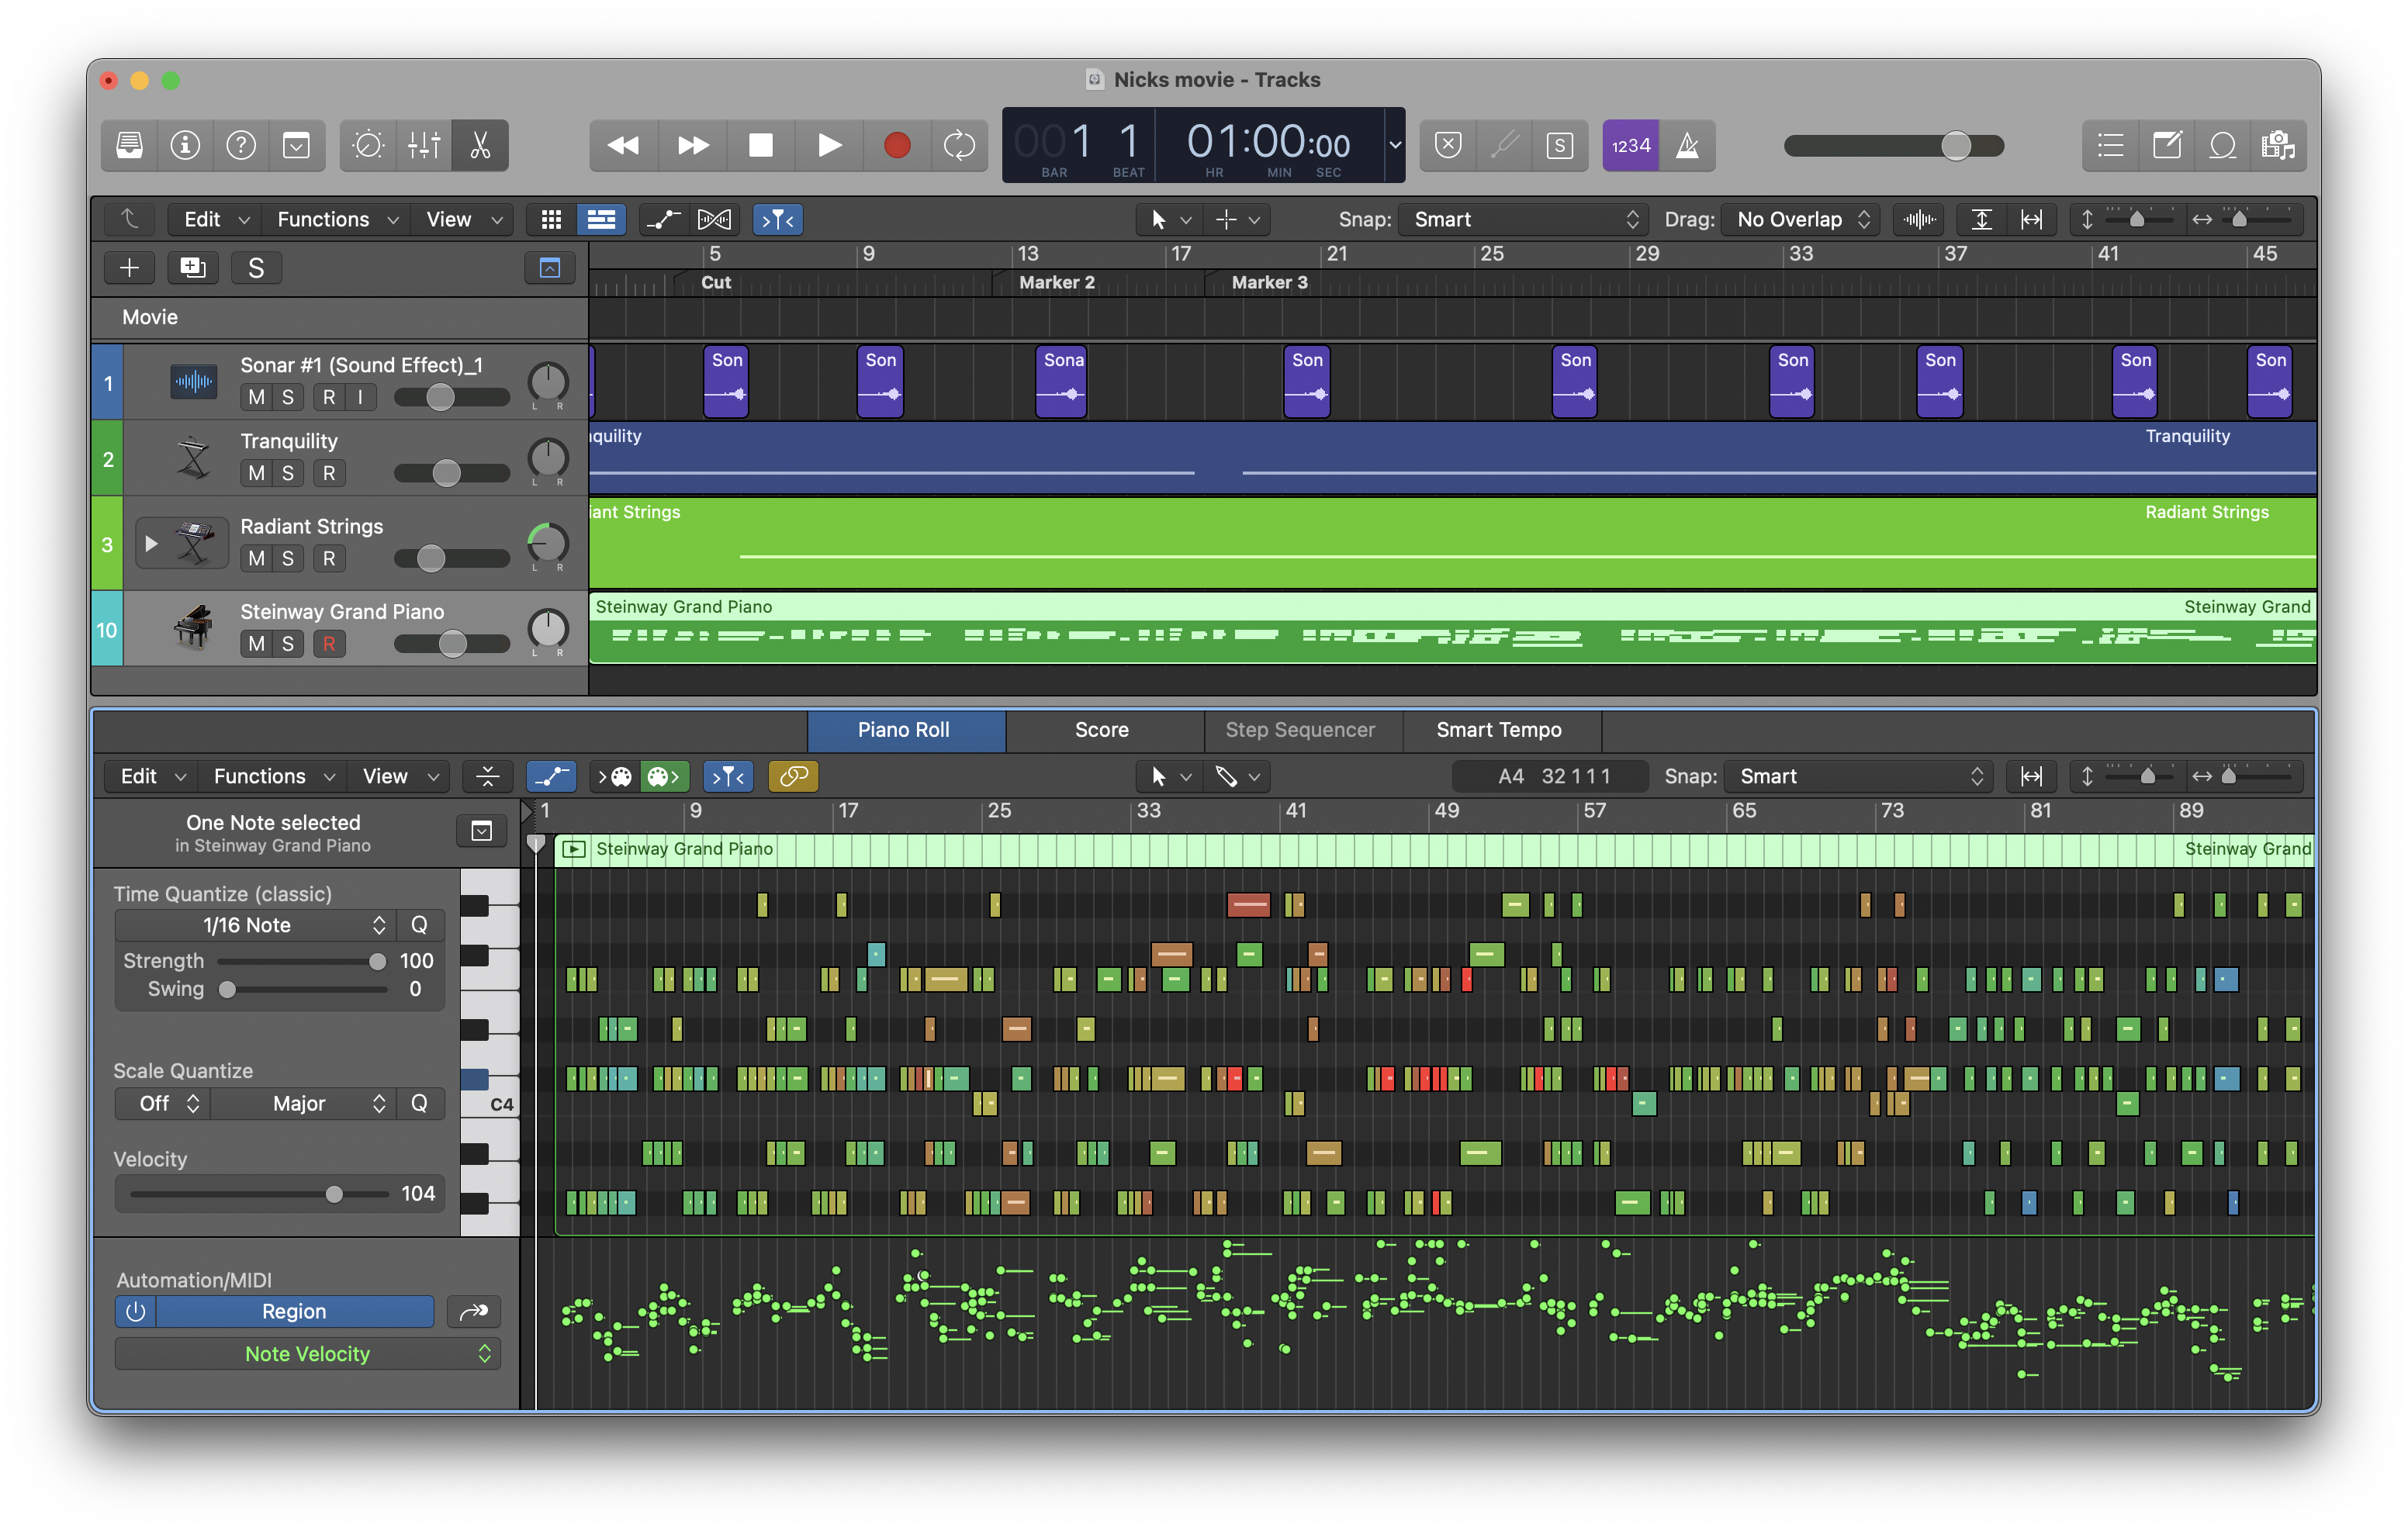 Nicks movie - Tracks
001 1 01:00:00
BAR BEAT HR MIN SEC
S 1234
Edit Functions View Snap: Smart Drag: No Overlap
S 5 9 13 17 21 25 29 33 37 41 45
Cut Marker 2 Marker 3
Movie
1 Sonar #1 (Sound Effect)_1 Son Son Sona Son Son Son Son Son Son
M S R I L R
2 Tranquility nquility Tranquility
M S R L R
3 Radiant Strings iant Strings Radiant Strings
M S R L R
10 Steinway Grand Piano Steinway Grand Piano Steinway Grand
M S R L R
Piano Roll Score Step Sequencer Smart Tempo
Edit Functions View A4 32 1 1 1 Snap: Smart
1 9 17 25 33 41 49 57 65 73 81 89
One Note selected
in Steinway Grand Piano
Steinway Grand Piano Steinway Grand
Time Quantize (classic)
1/16 Note Q
Strength 100
Swing 0
Scale Quantize
Off Major Q
C4
Velocity
104
Automation/MIDI
Region
Note Velocity